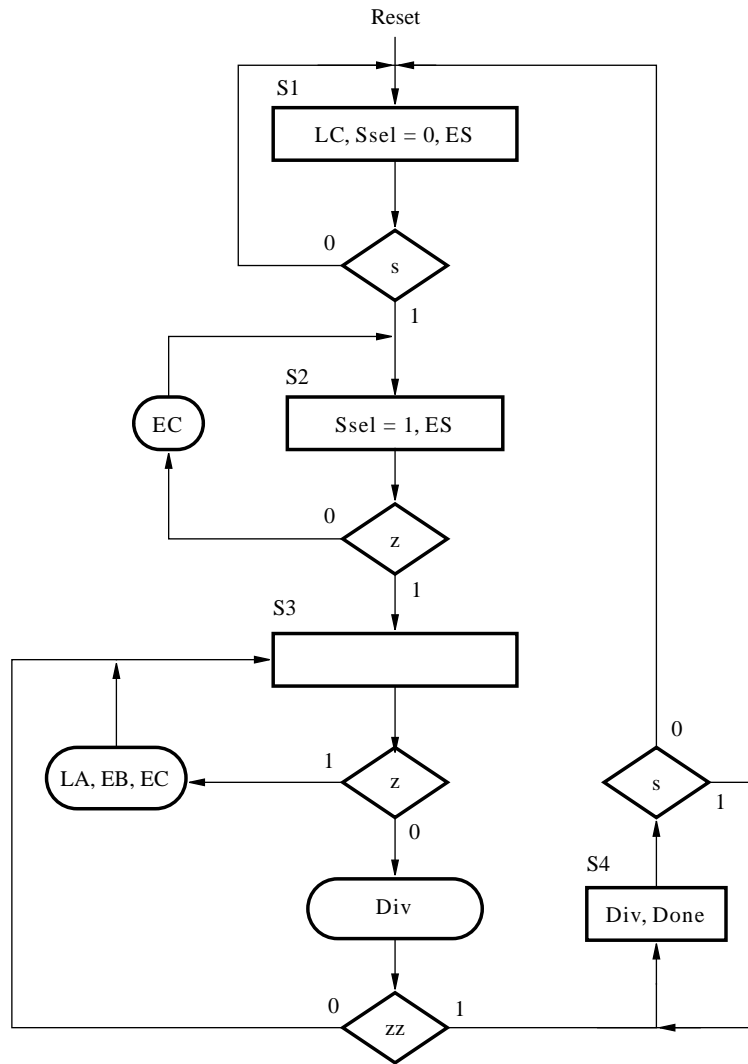 Reset
S1
LC, Ssel = 0, ES
0
s
1
S2
EC
Ssel = 1, ES
0
z
1
S3
LA, EB, EC
1
z
0
Div
0
zz
1
0
s
1
S4
Div, Done